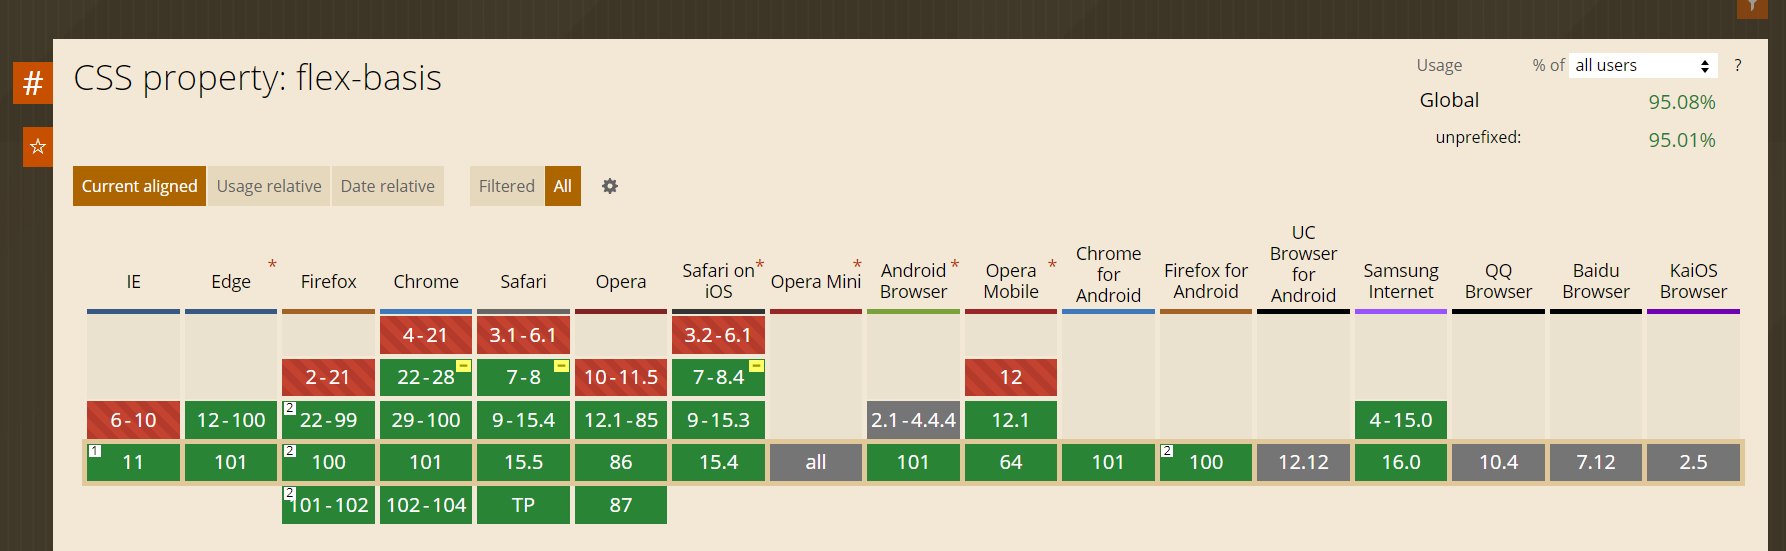 #
CSS property: flex-basis
Usage % of all users ?
Global 95.08%
unprefixed: 95.01%
☆
Current aligned Usage relative Date relative Filtered All
IE Edge * Firefox Chrome Safari Opera Safari on iOS * Opera Mini * Android Browser * Opera Mobile * Chrome for Android Firefox for Android UC Browser for Android Samsung Internet QQ Browser Baidu Browser KaiOS Browser
4-21 3.1-6.1 3.2-6.1
2-21 22-28 – 7-8 – 10-11.5 7-8.4 – 12
6-10 12-100 2 22-99 29-100 9-15.4 12.1-85 9-15.3 2.1-4.4.4 12.1 4-15.0
1 11 101 2 100 101 15.5 86 15.4 all 101 64 101 2 100 12.12 16.0 10.4 7.12 2.5
2 101-102 102-104 TP 87